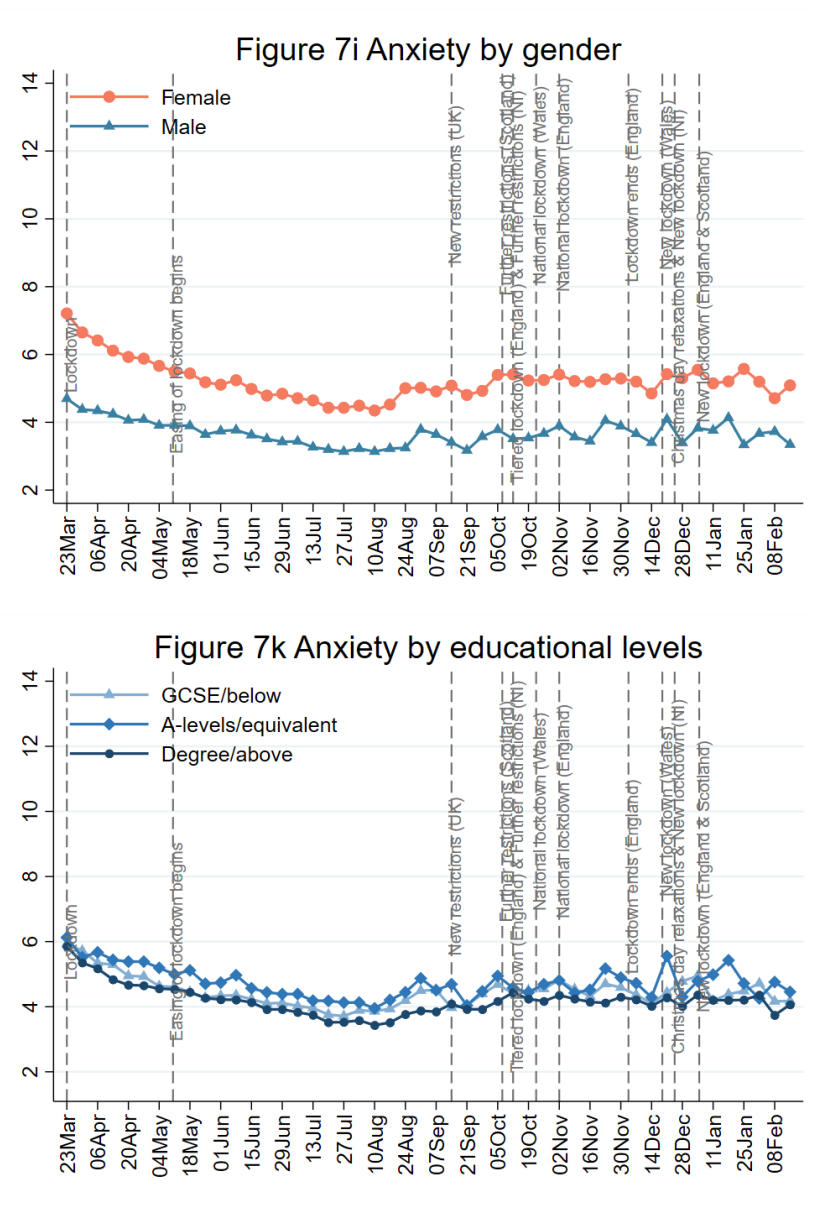 Figure 7i Anxiety by gender
14
12
10
8
6
4
2
Female
Male
Lockdown
Easing of lockdown begins
New restrictions (UK)
Further restrictions (Scotland)
Tiered lockdown (England) & Further restrictions (NI)
National lockdown (Wales)
National lockdown (England)
Lockdown ends (England)
New lockdown (Wales)
Christmas day relaxations & New lockdown (NI)
New lockdown (England & Scotland)
23Mar
06Apr
20Apr
04May
18May
01Jun
15Jun
29Jun
13Jul
27Jul
10Aug
24Aug
07Sep
21Sep
05Oct
19Oct
02Nov
16Nov
30Nov
14Dec
28Dec
11Jan
25Jan
08Feb
Figure 7k Anxiety by educational levels
14
12
10
8
6
4
2
GCSE/below
A-levels/equivalent
Degree/above
Lockdown
Easing of lockdown begins
New restrictions (UK)
Further restrictions (Scotland)
Tiered lockdown (England) & Further restrictions (NI)
National lockdown (Wales)
National lockdown (England)
Lockdown ends (England)
New lockdown (Wales)
Christmas day relaxations & New lockdown (NI)
New lockdown (England & Scotland)
23Mar
06Apr
20Apr
04May
18May
01Jun
15Jun
29Jun
13Jul
27Jul
10Aug
24Aug
07Sep
21Sep
05Oct
19Oct
02Nov
16Nov
30Nov
14Dec
28Dec
11Jan
25Jan
08Feb